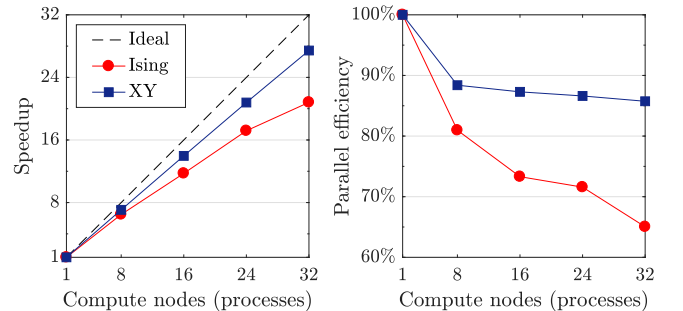 32
24
16
8
1
Speedup
Ideal
Ising
XY
1
8
16
24
32
Compute nodes (processes)
100%
90%
80%
70%
60%
Parallel efficiency
1
8
16
24
32
Compute nodes (processes)